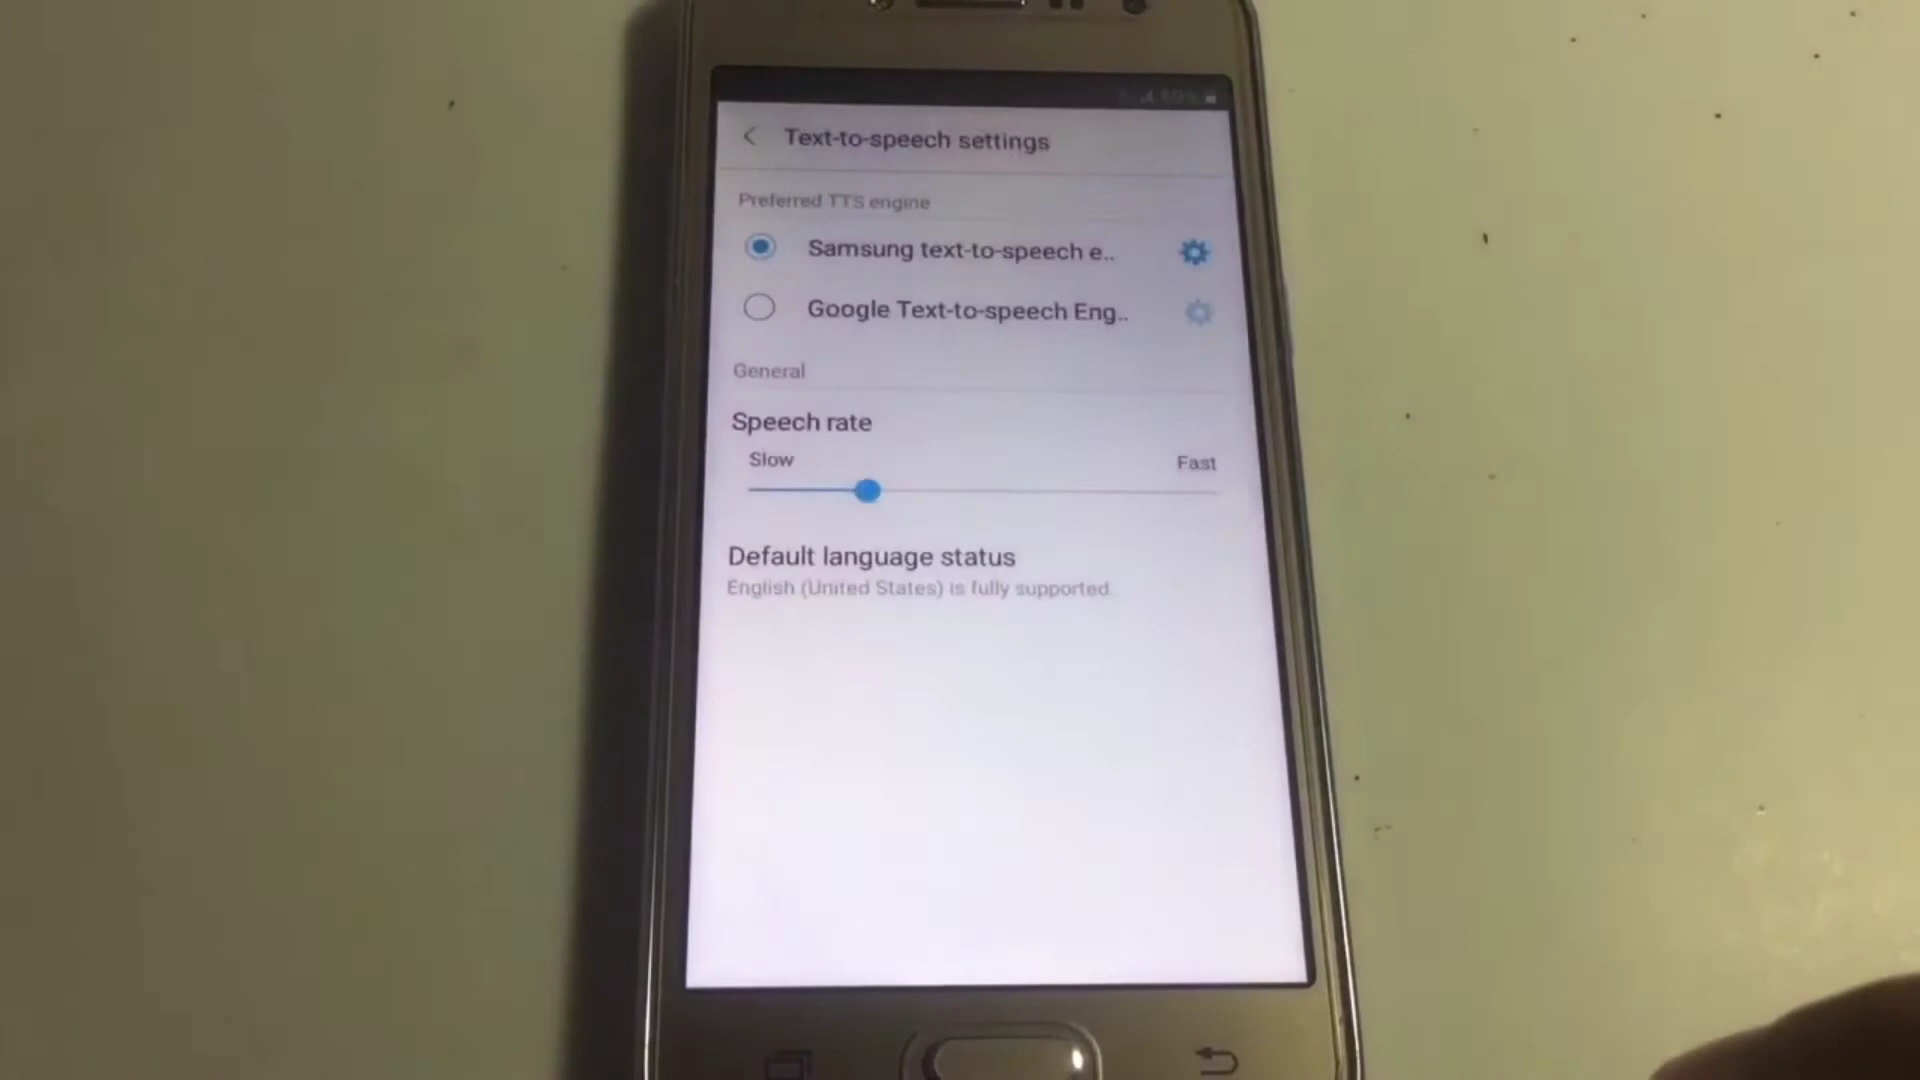 Text-to-speech settings
Preferred TTS engine
Samsung text-to-speech e..
Google Text-to-speech Eng..
General
Speech rate
Slow Fast
Default language status
English (United States) is fully supported.